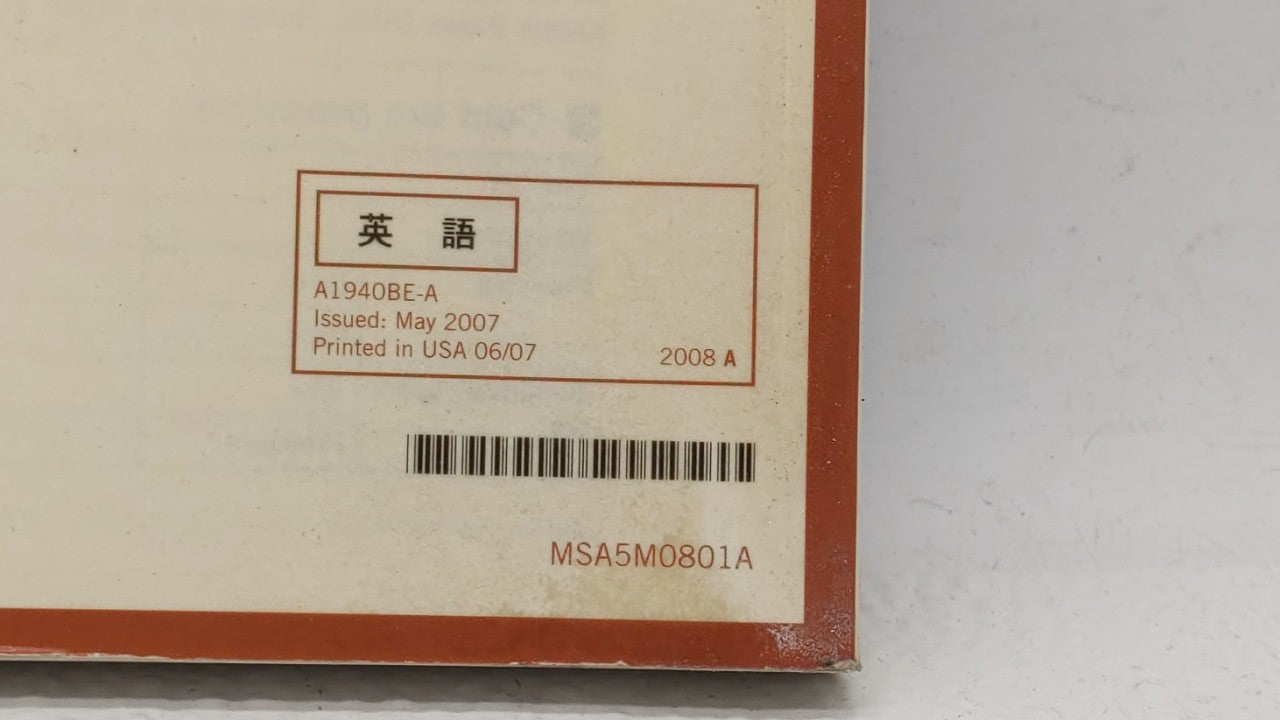 英 語
A1940BE-A
Issued: May 2007
Printed in USA 06/07
2008 A
MSA5M0801A